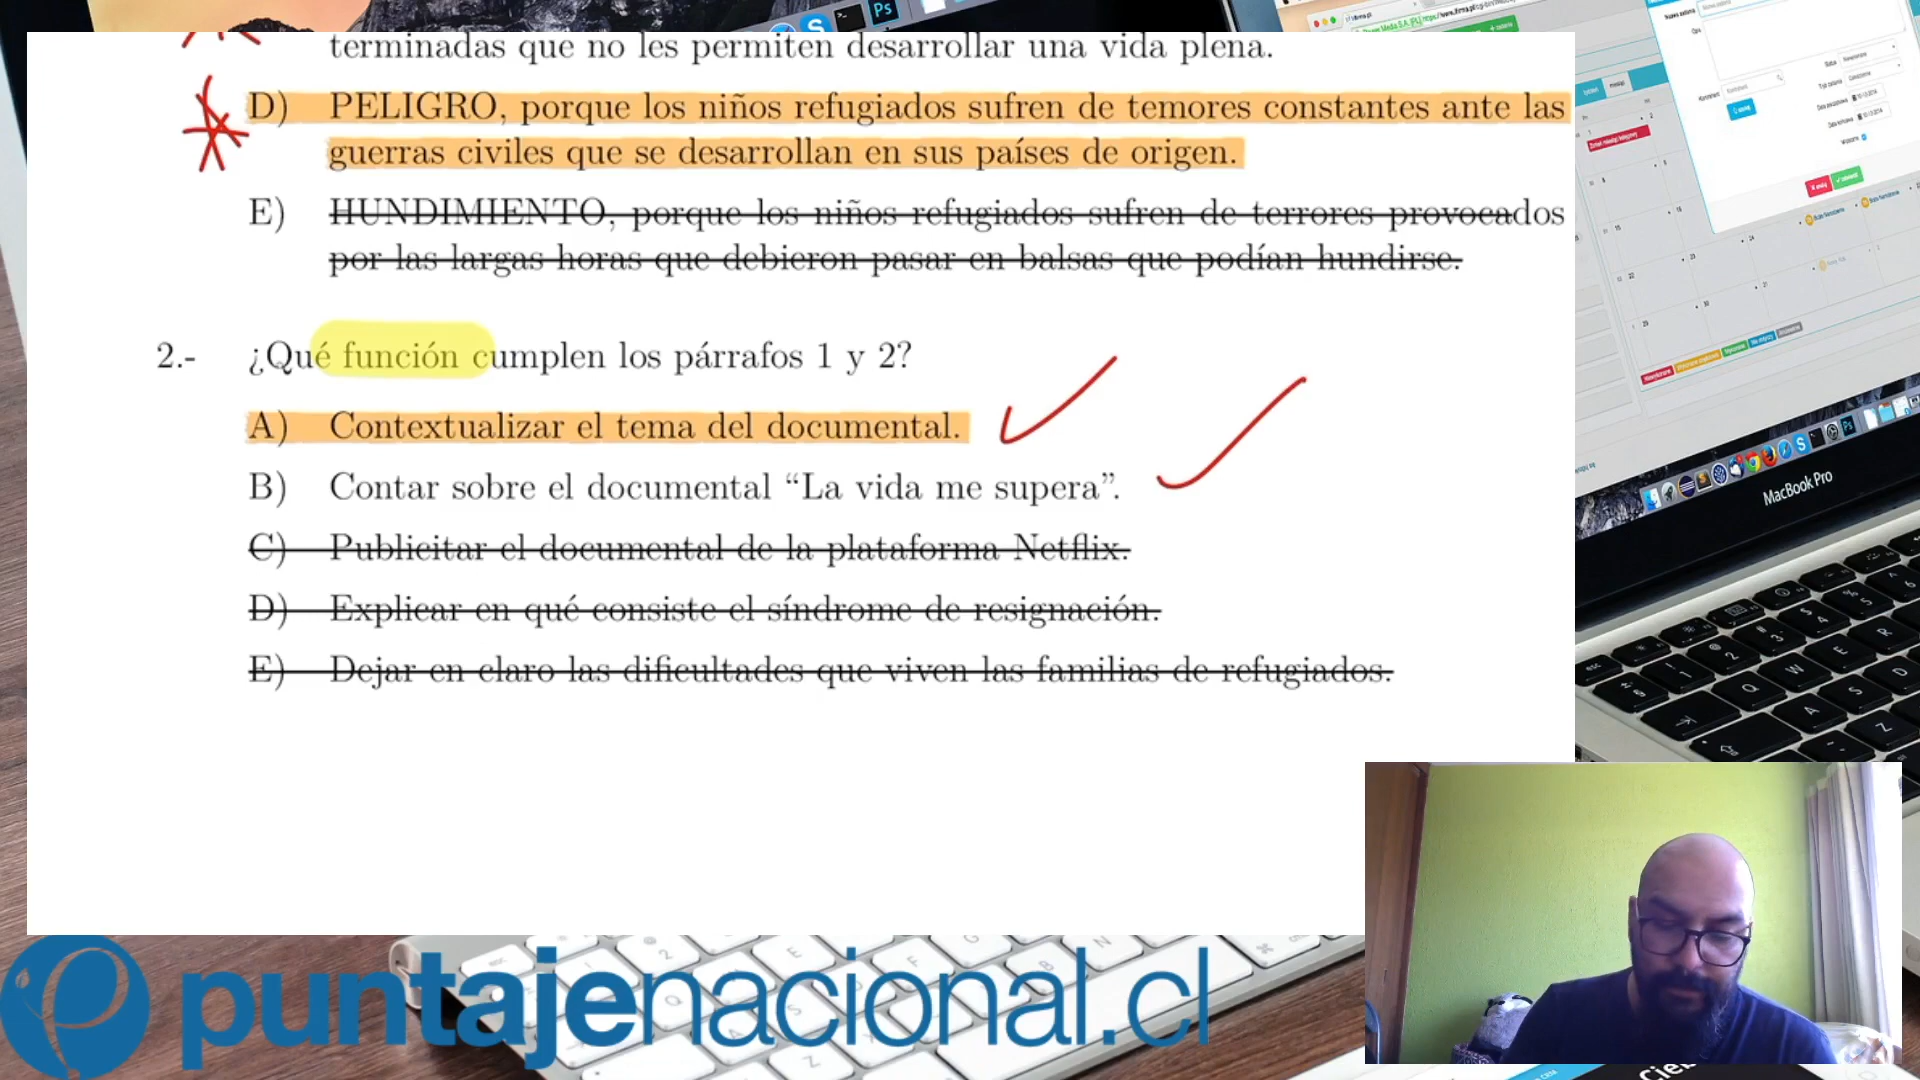 terminadas que no les permiten desarrollar una vida plena.
D) PELIGRO, porque los niños refugiados sufren de temores constantes ante las
guerras civiles que se desarrollan en sus países de origen.
E) HUNDIMIENTO, porque los niños refugiados sufren de terrores provocados
por las largas horas que debieron pasar en balsas que podían hundirse.
2.- ¿Qué función cumplen los párrafos 1 y 2?
A) Contextualizar el tema del documental.
B) Contar sobre el documental “La vida me supera”.
C) Publicitar el documental de la plataforma Netflix.
D) Explicar en qué consiste el síndrome de resignación.
E) Dejar en claro las dificultades que viven las familias de refugiados.
MacBook Pro
puntajenacional.cl